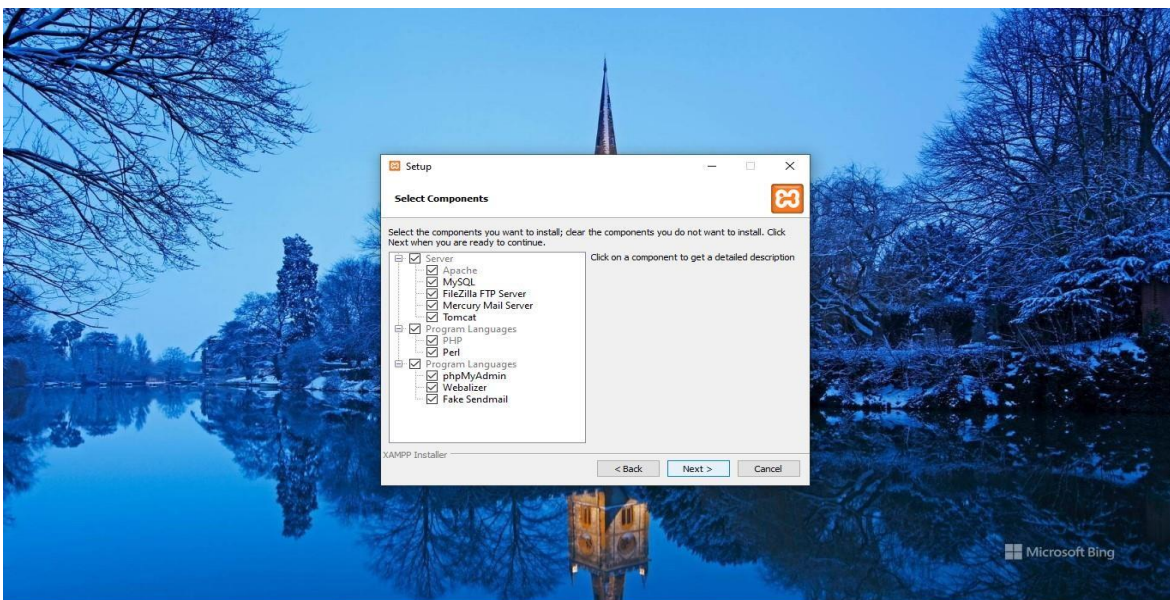 Setup
Select Components
Select the components you want to install; clear the components you do not want to install. Click
Next when you are ready to continue.
Server
Apache
MySQL
FileZilla FTP Server
Mercury Mail Server
Tomcat
Program Languages
PHP
Perl
Program Languages
phpMyAdmin
Webalizer
Fake Sendmail
Click on a component to get a detailed description
XAMPP Installer
< Back
Next >
Cancel
Microsoft Bing